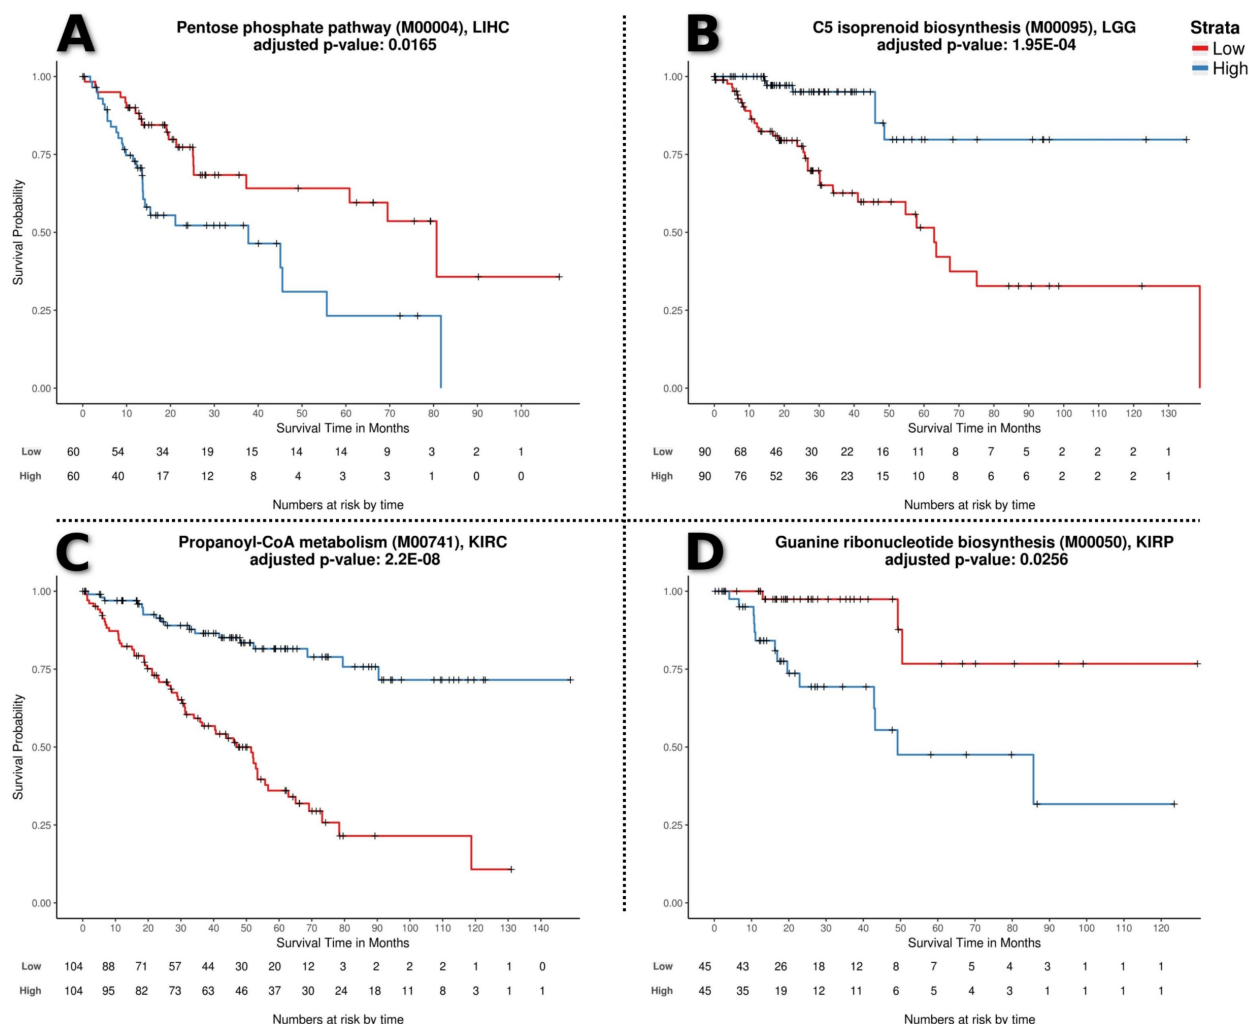 A
Pentose phosphate pathway (M00004), LIHC
adjusted p-value: 0.0165
Survival Probability
1.00
0.75
0.50
0.25
0.00
0 10 20 30 40 50 60 70 80 90 100
Survival Time in Months
Low 60 54 34 19 15 14 14 9 3 2 1
High 60 40 17 12 8 4 3 3 1 0 0
Numbers at risk by time
B
C5 isoprenoid biosynthesis (M00095), LGG
adjusted p-value: 1.95E-04
Strata
Low
High
1.00
0.75
0.50
0.25
0.00
0 10 20 30 40 50 60 70 80 90 100 110 120 130
Survival Time in Months
Low 90 68 46 30 22 16 11 8 7 5 2 2 2 1
High 90 76 52 36 23 15 10 8 6 6 2 2 2 1
Numbers at risk by time
C
Propanoyl-CoA metabolism (M00741), KIRC
adjusted p-value: 2.2E-08
Survival Probability
1.00
0.75
0.50
0.25
0.00
0 10 20 30 40 50 60 70 80 90 100 110 120 130 140
Survival Time in Months
Low 104 88 71 57 44 30 20 12 3 2 2 2 1 1 0
High 104 95 82 73 63 46 37 30 24 18 11 8 3 1 1
Numbers at risk by time
D
Guanine ribonucleotide biosynthesis (M00050), KIRP
adjusted p-value: 0.0256
1.00
0.75
0.50
0.25
0.00
0 10 20 30 40 50 60 70 80 90 100 110 120
Survival Time in Months
Low 45 43 26 18 12 8 7 5 4 3 1 1 1
High 45 35 19 12 11 6 5 4 3 1 1 1 1
Numbers at risk by time